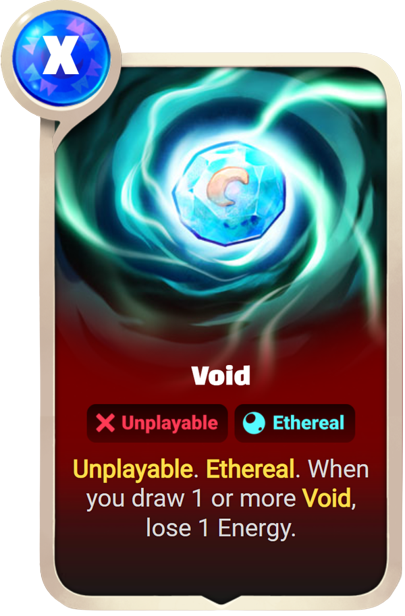 X
Void
Unplayable Ethereal
Unplayable. Ethereal. When
you draw 1 or more Void,
lose 1 Energy.